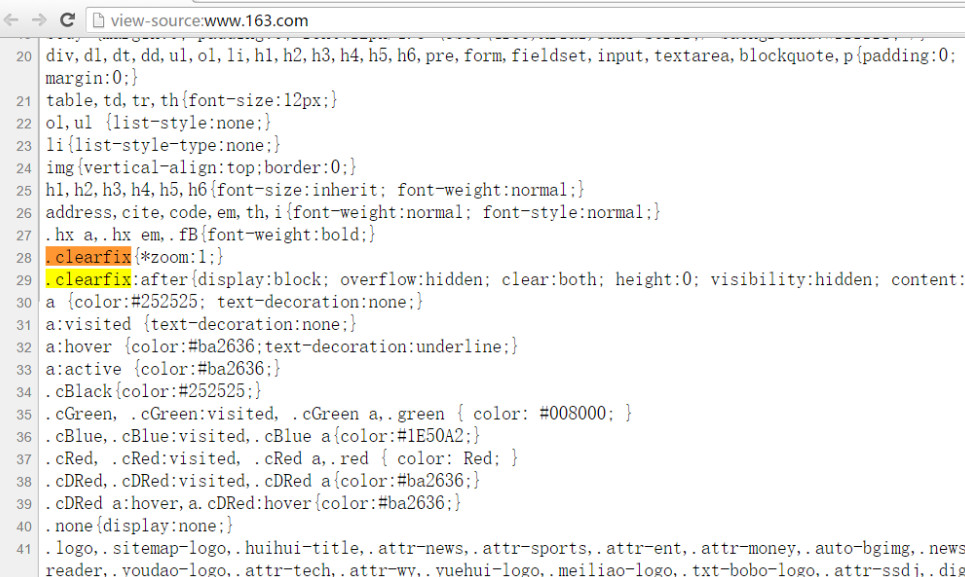 view-source:www.163.com
20 div,dl,dt,dd,ul,ol,li,h1,h2,h3,h4,h5,h6,pre,form,fieldset,input,textarea,blockquote,p{padding:0;
margin:0;}
21 table,td,tr,th{font-size:12px;}
22 ol,ul {list-style:none;}
23 li{list-style-type:none;}
24 img{vertical-align:top;border:0;}
25 h1,h2,h3,h4,h5,h6{font-size:inherit; font-weight:normal;}
26 address,cite,code,em,th,i{font-weight:normal; font-style:normal;}
27 .hx a,.hx em,.fB{font-weight:bold;}
28 .clearfix{*zoom:1;}
29 .clearfix:after{display:block; overflow:hidden; clear:both; height:0; visibility:hidden; content:
30 a {color:#252525; text-decoration:none;}
31 a:visited {text-decoration:none;}
32 a:hover {color:#ba2636;text-decoration:underline;}
33 a:active {color:#ba2636;}
34 .cBlack{color:#252525;}
35 .cGreen, .cGreen:visited, .cGreen a,.green { color: #008000; }
36 .cBlue,.cBlue:visited,.cBlue a{color:#1E50A2;}
37 .cRed, .cRed:visited, .cRed a,.red { color: Red; }
38 .cDRed,.cDRed:visited,.cDRed a{color:#ba2636;}
39 .cDRed a:hover,a.cDRed:hover{color:#ba2636;}
40 .none{display:none;}
41 .logo,.sitemap-logo,.huihui-title,.attr-news,.attr-sports,.attr-ent,.attr-money,.auto-bgimg,.news
reader,.youdao-logo,.attr-tech,.attr-wy,.yuehui-logo,.meiliao-logo,.txt-bobo-logo,.attr-ssdj,.dig